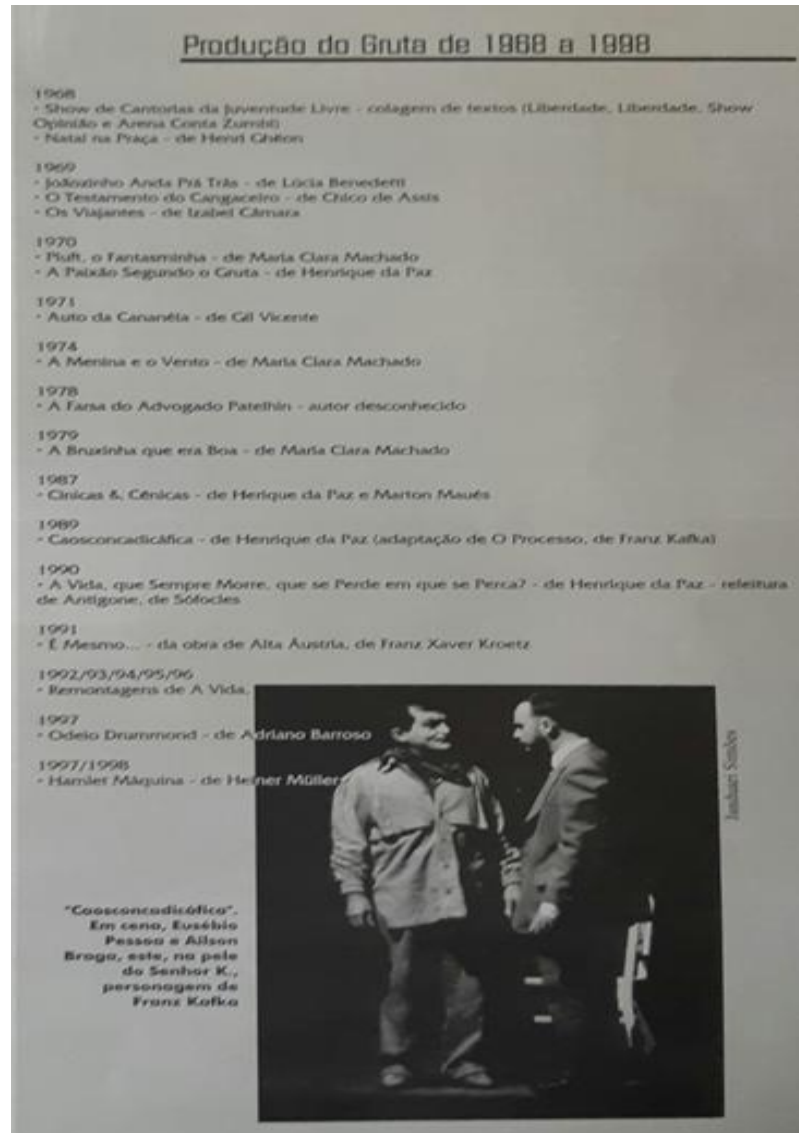 Produção do Gruta de 1968 a 1998
1968
- Show de Cantorias da Juventude Livre - colagem de textos (Liberdade, Liberdade, Show
Opinião e Arena Conta Zumbi)
- Natal na Praça - de Henri Ghéon
1969
- Joãozinho Anda Prá Trás - de Lúcia Benedetti
- O Testamento do Cangaceiro - de Chico de Assis
- Os Viajantes - de Izabel Câmara
1970
- Pluft, o Fantasminha - de Maria Clara Machado
- A Paixão Segundo o Gruta - de Henrique da Paz
1971
- Auto da Cananéia - de Gil Vicente
1974
- A Menina e o Vento - de Maria Clara Machado
1978
- A Farsa do Advogado Patelhin - autor desconhecido
1979
- A Bruxinha que era Boa - de Maria Clara Machado
1987
- Cínicas & Cênicas - de Herique da Paz e Marton Maués
1989
- Caosconcadicáfica - de Henrique da Paz (adaptação de O Processo, de Franz Kafka)
1990
- A Vida, que Sempre Morre, que se Perde em que se Perca? - de Henrique da Paz - releitura
de Antígone, de Sófocles
1991
- É Mesmo... - da obra de Alta Áustria, de Franz Xaver Kroetz
1992/93/94/95/96
- Remontagens de A Vida,
1997
- Odeio Drummond - de Adriano Barroso
1997/1998
- Hamlet Máquina - de Heiner Müller
Janduari Simões
"Caosconcadicáfica".
Em cena, Eusébio
Pessoa e Ailson
Braga, este, na pele
do Senhor K.,
personagem de
Franz Kafka